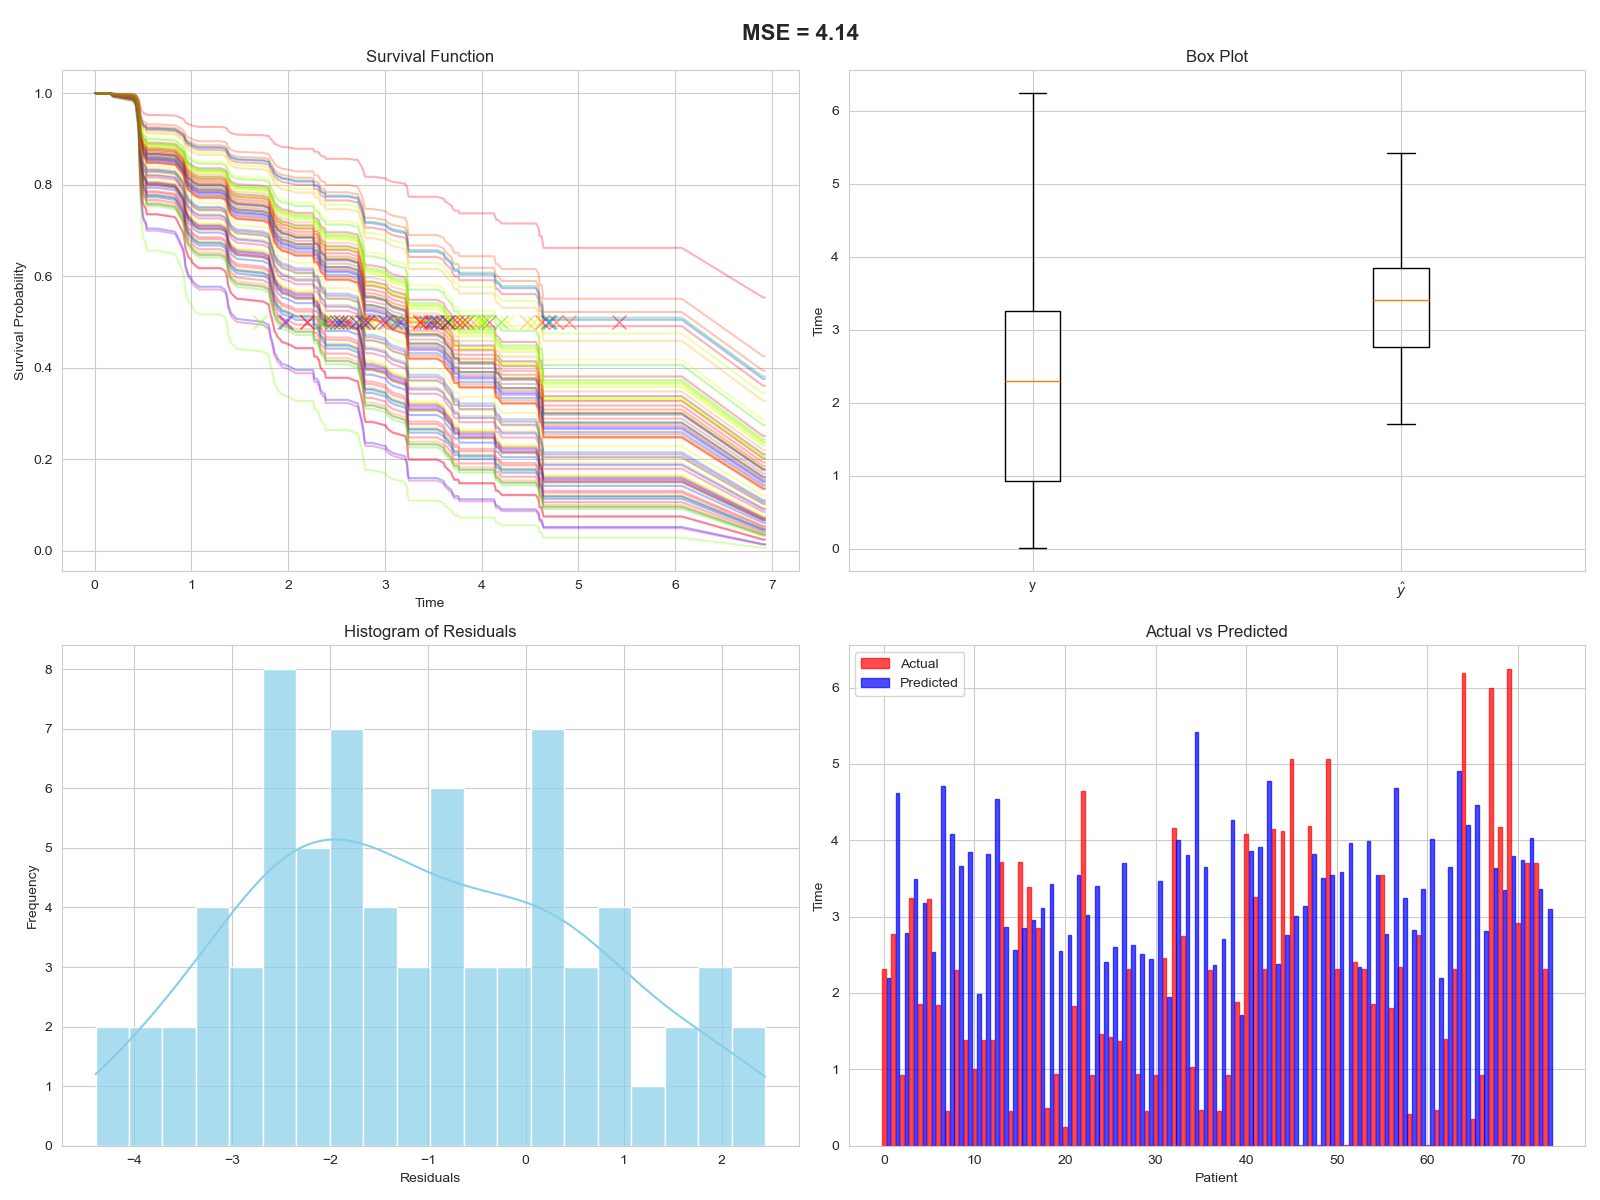 MSE = 4.14
Survival Function
Survival Probability
1.0
0.8
0.6
0.4
0.2
0.0
0 1 2 3 4 5 6 7
Time
Box Plot
Time
6
5
4
3
2
1
0
y ŷ
Histogram of Residuals
Frequency
8
7
6
5
4
3
2
1
0
−4 −3 −2 −1 0 1 2
Residuals
Actual vs Predicted
Actual
Predicted
Time
6
5
4
3
2
1
0
0 10 20 30 40 50 60 70
Patient